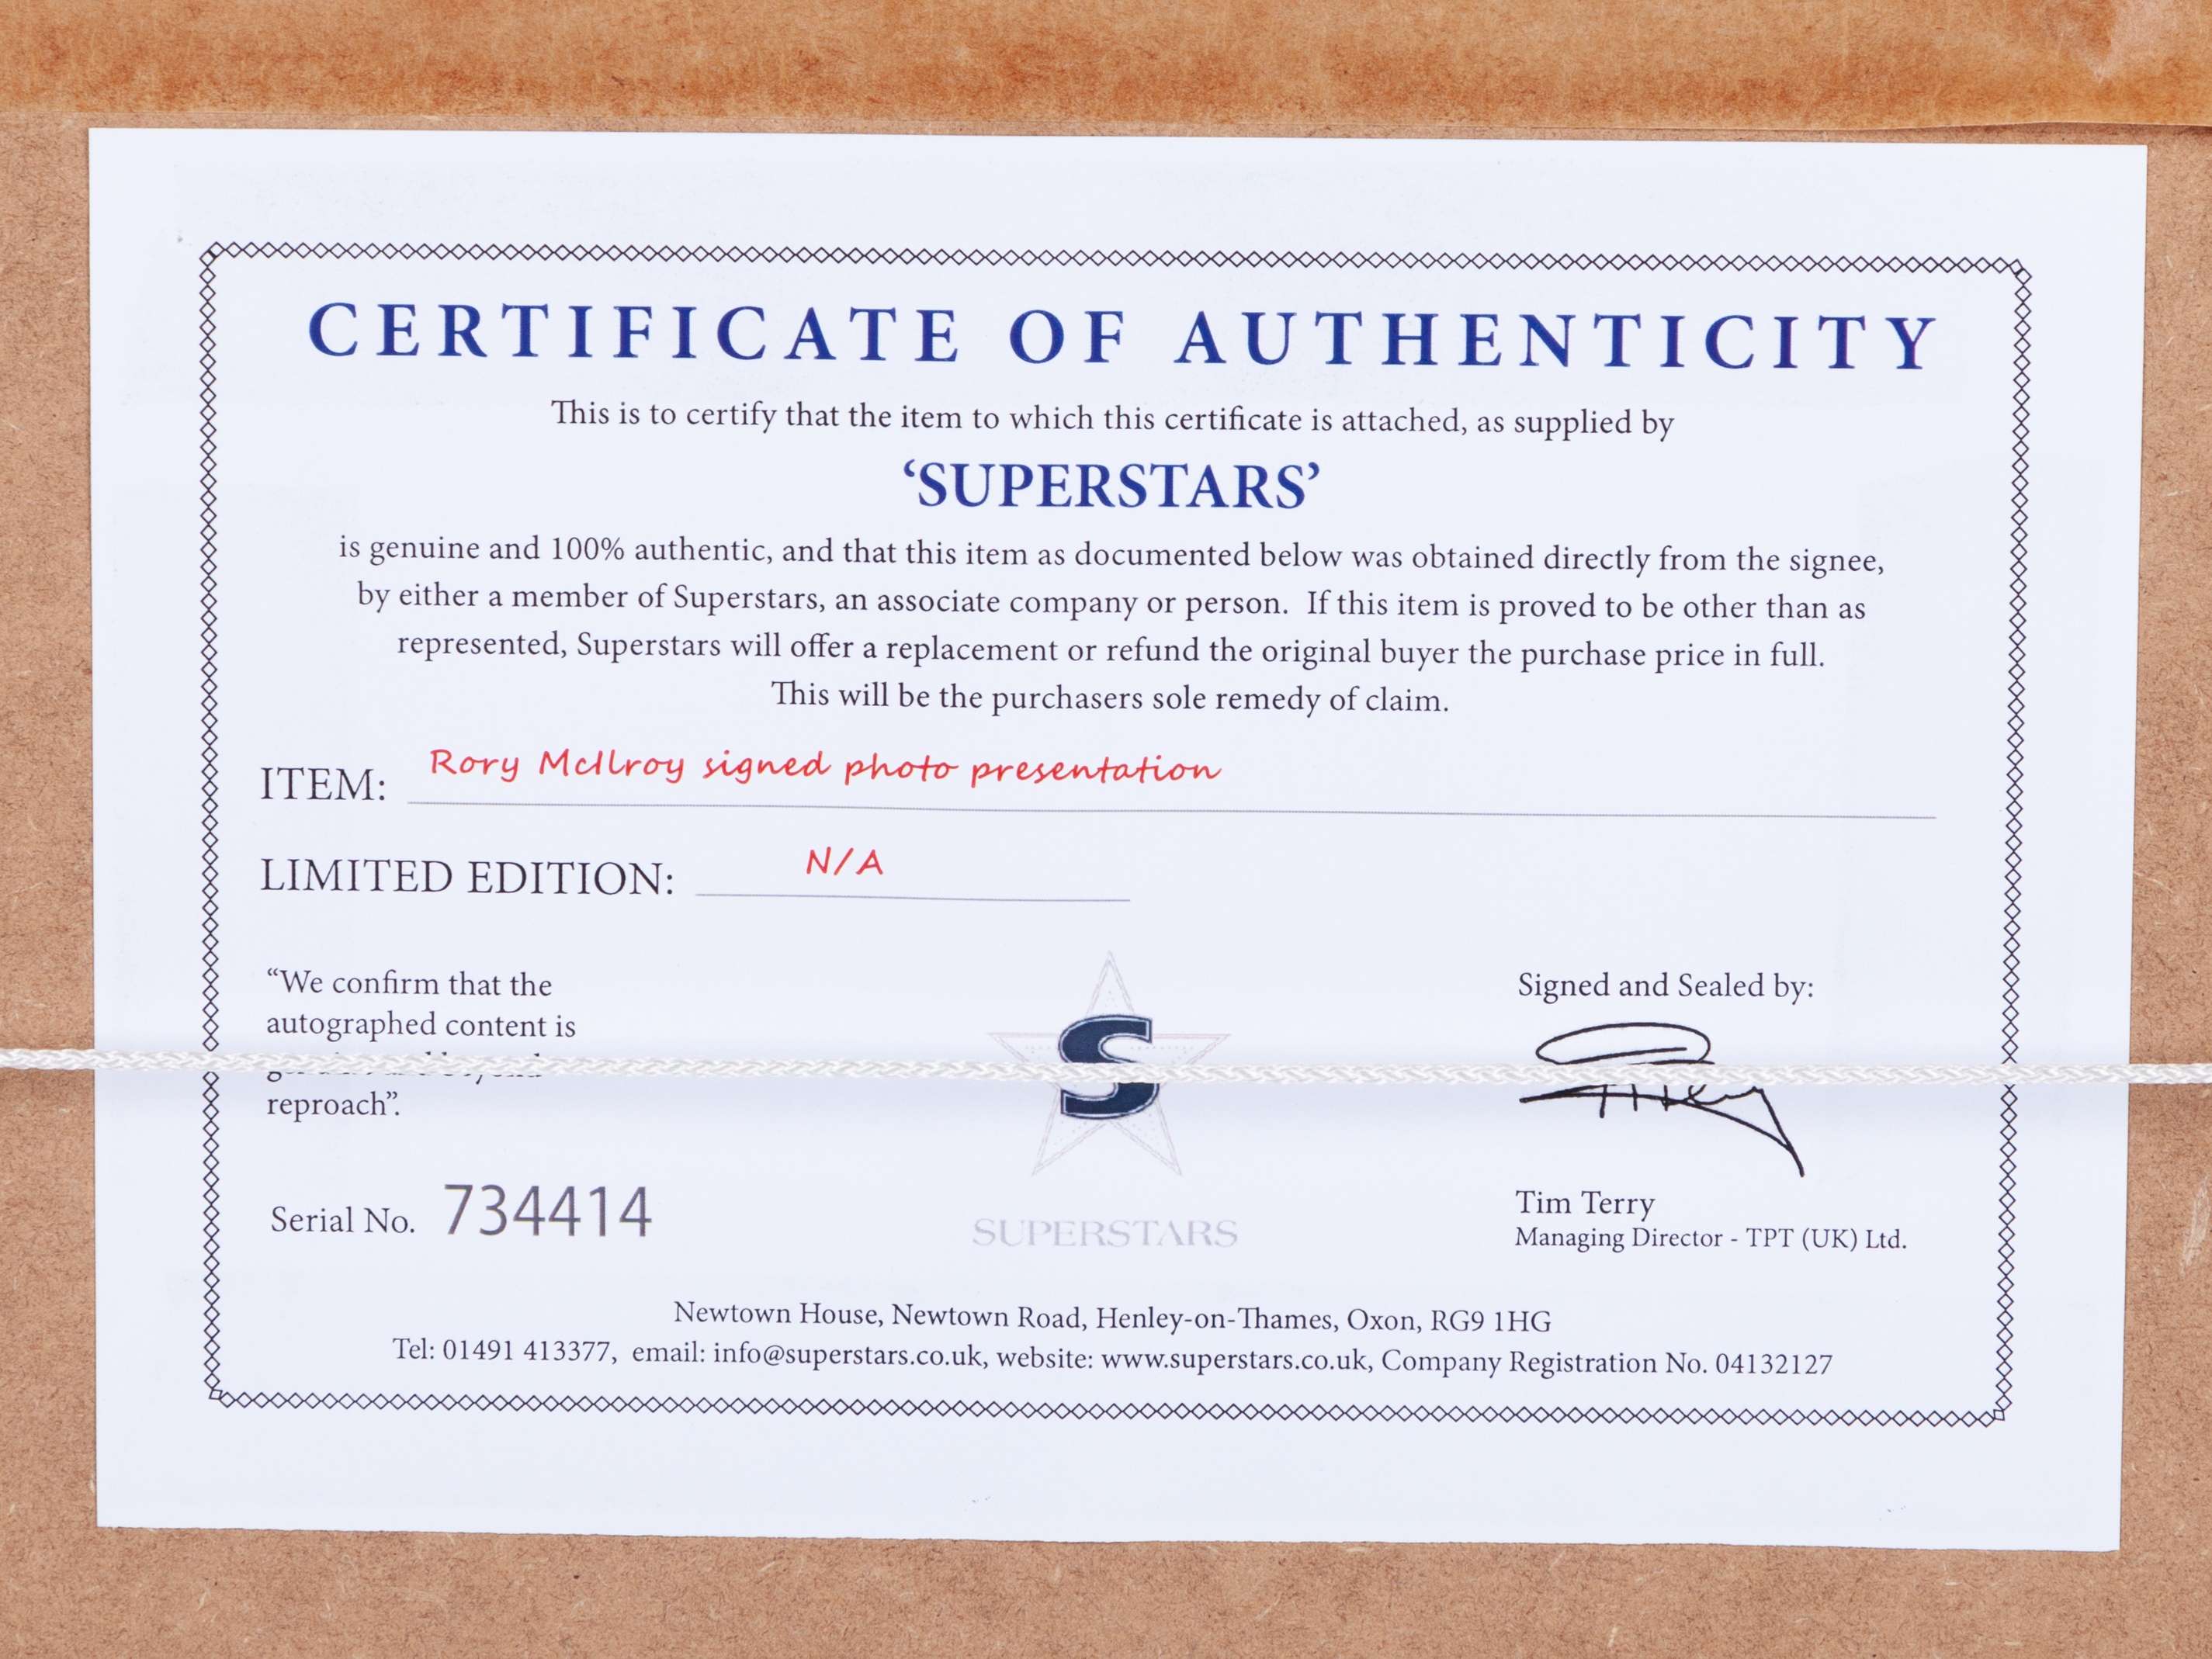 CERTIFICATE OF AUTHENTICITY
This is to certify that the item to which this certificate is attached, as supplied by
‘SUPERSTARS’
is genuine and 100% authentic, and that this item as documented below was obtained directly from the signee,
by either a member of Superstars, an associate company or person. If this item is proved to be other than as
represented, Superstars will offer a replacement or refund the original buyer the purchase price in full.
This will be the purchasers sole remedy of claim.
ITEM: Rory McIlroy signed photo presentation
LIMITED EDITION: N/A
“We confirm that the
autographed content is
reproach”.
Serial No. 734414
S
SUPERSTARS
Signed and Sealed by:
Tim Terry
Managing Director - TPT (UK) Ltd.
Newtown House, Newtown Road, Henley-on-Thames, Oxon, RG9 1HG
Tel: 01491 413377, email: info@superstars.co.uk, website: www.superstars.co.uk, Company Registration No. 04132127